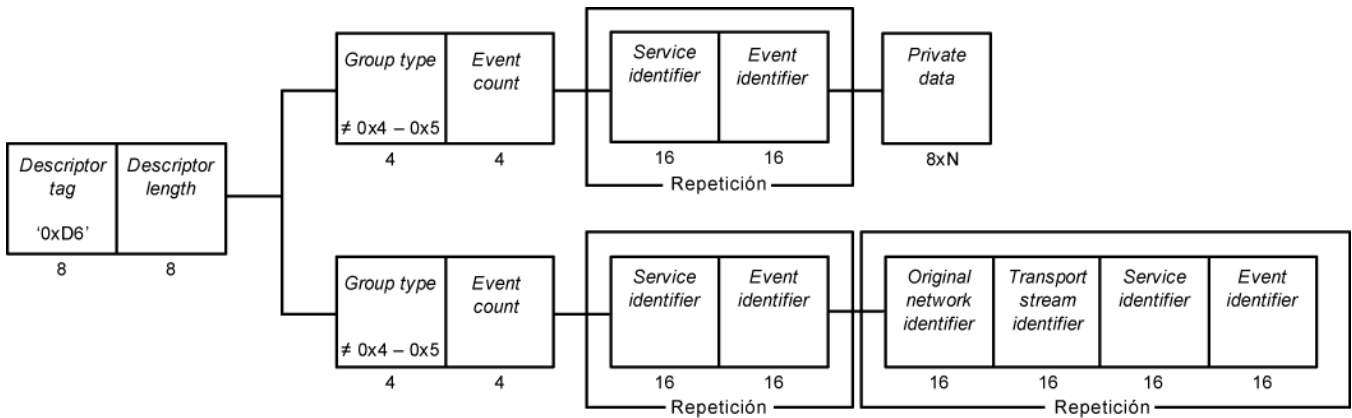 Group type
Event
count
≠ 0x4 – 0x5
4
4
Service
identifier
Event
identifier
16
16
Repetición
Private
data
8xN
Descriptor
tag
'0xD6'
Descriptor
length
8
8
Group type
Event
count
≠ 0x4 – 0x5
4
4
Service
identifier
Event
identifier
16
16
Repetición
Original
network
identifier
Transport
stream
identifier
Service
identifier
Event
identifier
16
16
16
16
Repetición